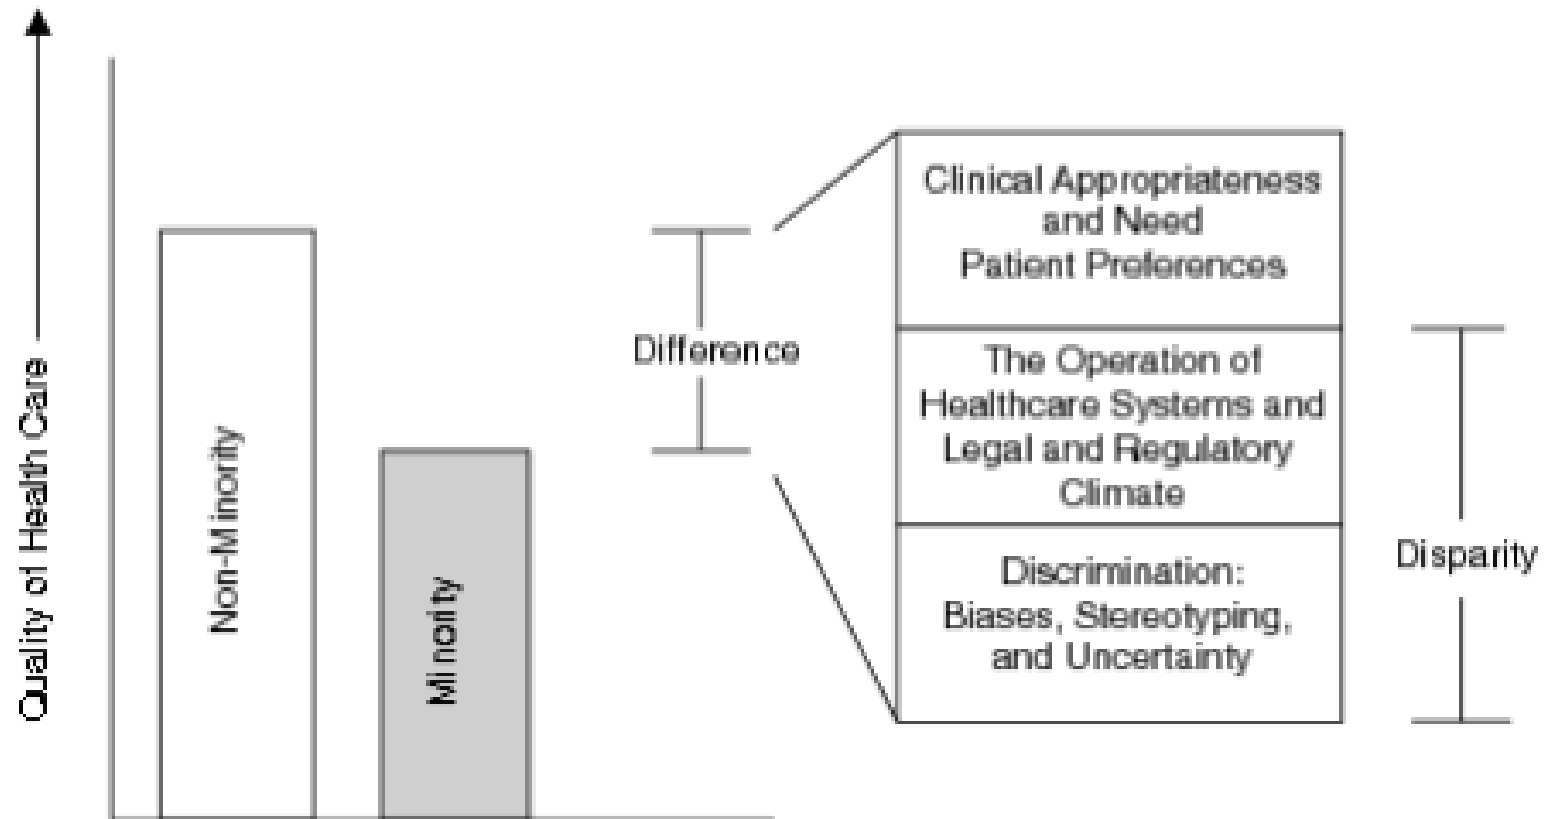 Quality of Health Care
Non-Minority
Minority
Difference
Clinical Appropriateness
and Need
Patient Preferences
The Operation of
Healthcare Systems and
Legal and Regulatory
Climate
Discrimination:
Biases, Stereotyping,
and Uncertainty
Disparity